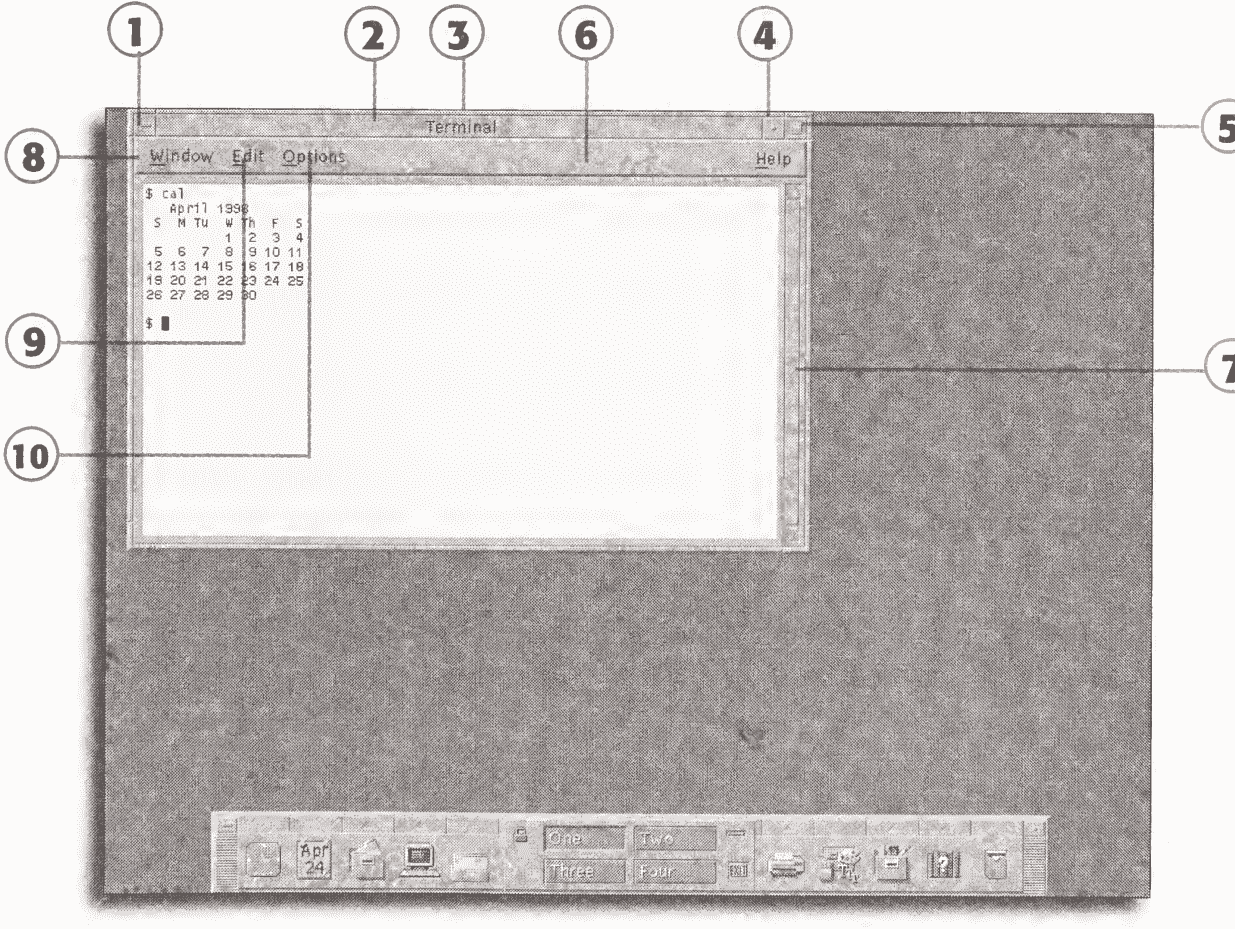 1 2 3 6 4
5
Terminal
8
Window Edit Options Help
$ cal
April 1998
S M Tu W Th F S
1 2 3 4
5 6 7 8 9 10 11
12 13 14 15 16 17 18
19 20 21 22 23 24 25
26 27 28 29 30
$
9
7
10
One Two
Apr
24
Three Four
?